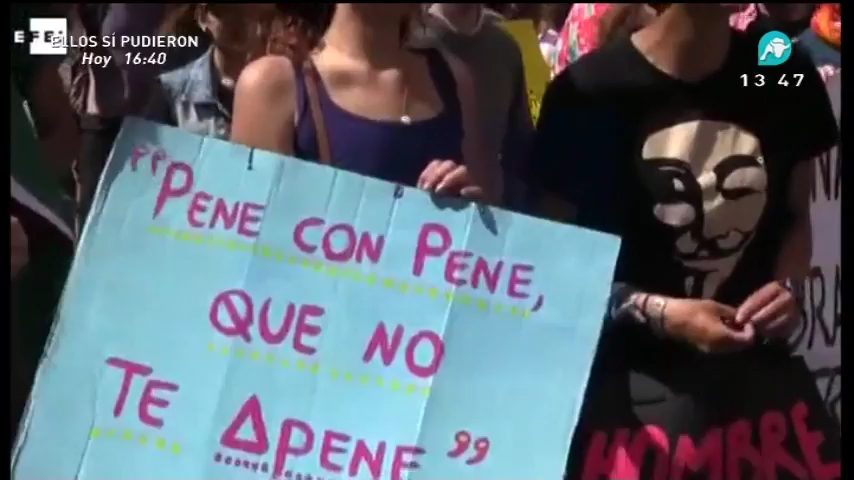 EFE:
ELLOS SÍ PUDIERON
Hoy 16:40
13 47
"PENE CON PENE,
QUE NO
TE APENE"
HOMBRE